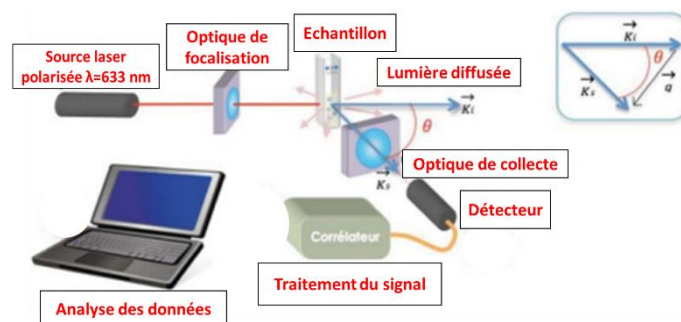 Source laser
polarisée λ=633 nm
Optique de
focalisation
Echantillon
Lumière diffusée
Ki
θ
Ks
Optique de collecte
Détecteur
Corrélateur
Traitement du signal
Analyse des données
Ki
θ
Ks
q